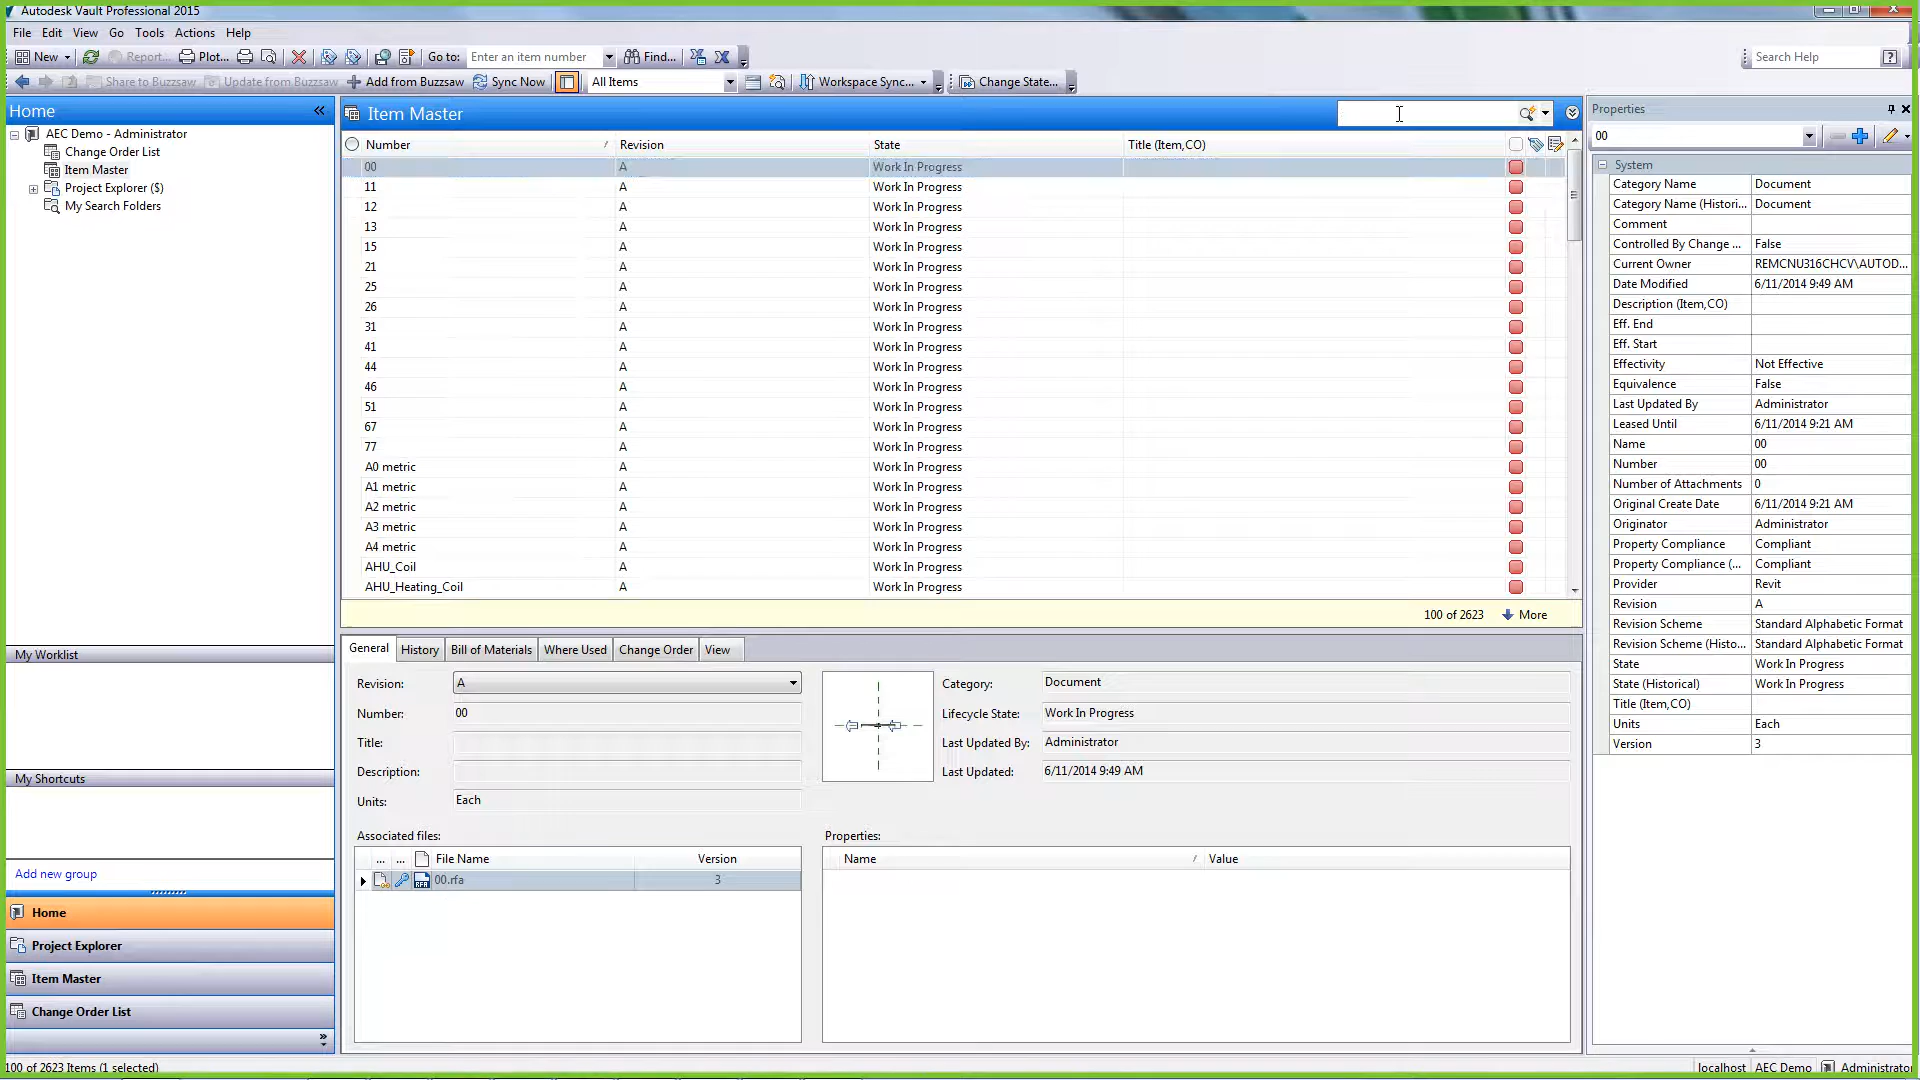 Autodesk Vault Professional 2015
File Edit View Go Tools Actions Help
New Report... Plot... Go to: Enter an item number Find... Search Help
Share to Buzzsaw Update from Buzzsaw Add from Buzzsaw Sync Now All Items Workspace Sync... Change State...
Home
AEC Demo - Administrator
Change Order List
Item Master
Project Explorer ($)
My Search Folders
My Worklist
My Shortcuts
Add new group
Home
Project Explorer
Item Master
Change Order List
Item Master
Number Revision State Title (Item,CO)
00 A Work In Progress
11 A Work In Progress
12 A Work In Progress
13 A Work In Progress
15 A Work In Progress
21 A Work In Progress
25 A Work In Progress
26 A Work In Progress
31 A Work In Progress
41 A Work In Progress
44 A Work In Progress
46 A Work In Progress
51 A Work In Progress
67 A Work In Progress
77 A Work In Progress
A0 metric A Work In Progress
A1 metric A Work In Progress
A2 metric A Work In Progress
A3 metric A Work In Progress
A4 metric A Work In Progress
AHU_Coil A Work In Progress
AHU_Heating_Coil A Work In Progress
100 of 2623 More
General History Bill of Materials Where Used Change Order View
Revision: A
Number: 00
Title:
Description:
Units: Each
Category: Document
Lifecycle State: Work In Progress
Last Updated By: Administrator
Last Updated: 6/11/2014 9:49 AM
Associated files:
... ... File Name Version
00.rfa 3
Properties:
Name Value
Properties
00
System
Category Name Document
Category Name (Histori... Document
Comment
Controlled By Change ... False
Current Owner REMCNU316CHCV\AUTOD...
Date Modified 6/11/2014 9:49 AM
Description (Item,CO)
Eff. End
Eff. Start
Effectivity Not Effective
Equivalence False
Last Updated By Administrator
Leased Until 6/11/2014 9:21 AM
Name 00
Number 00
Number of Attachments 0
Original Create Date 6/11/2014 9:21 AM
Originator Administrator
Property Compliance Compliant
Property Compliance (... Compliant
Provider Revit
Revision A
Revision Scheme Standard Alphabetic Format
Revision Scheme (Histo... Standard Alphabetic Format
State Work In Progress
State (Historical) Work In Progress
Title (Item,CO)
Units Each
Version 3
100 of 2623 Items (1 selected)
localhost AEC Demo Administrator